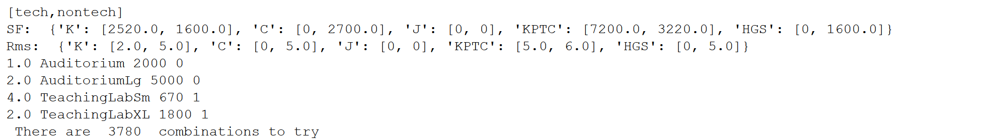 [tech,nontech]
SF:  {'K': [2520.0, 1600.0], 'C': [0, 2700.0], 'J': [0, 0], 'KPTC': [7200.0, 3220.0], 'HGS': [0, 1600.0]}
Rms:  {'K': [2.0, 5.0], 'C': [0, 5.0], 'J': [0, 0], 'KPTC': [5.0, 6.0], 'HGS': [0, 5.0]}
1.0 Auditorium 2000 0
2.0 AuditoriumLg 5000 0
4.0 TeachingLabSm 670 1
2.0 TeachingLabXL 1800 1
 There are  3780  combinations to try